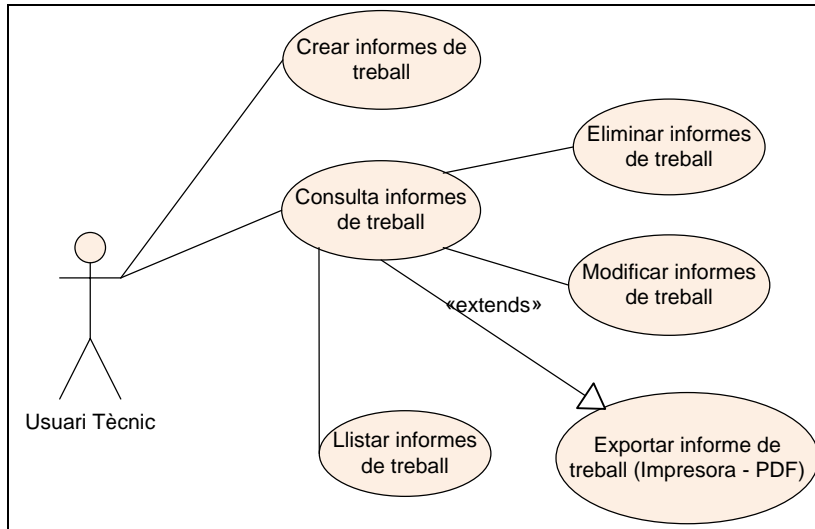 Crear informes de
treball
Eliminar informes
de treball
Consulta informes
de treball
Modificar informes
de treball
«extends»
Usuari Tècnic
Llistar informes
de treball
Exportar informe de
treball (Impresora - PDF)